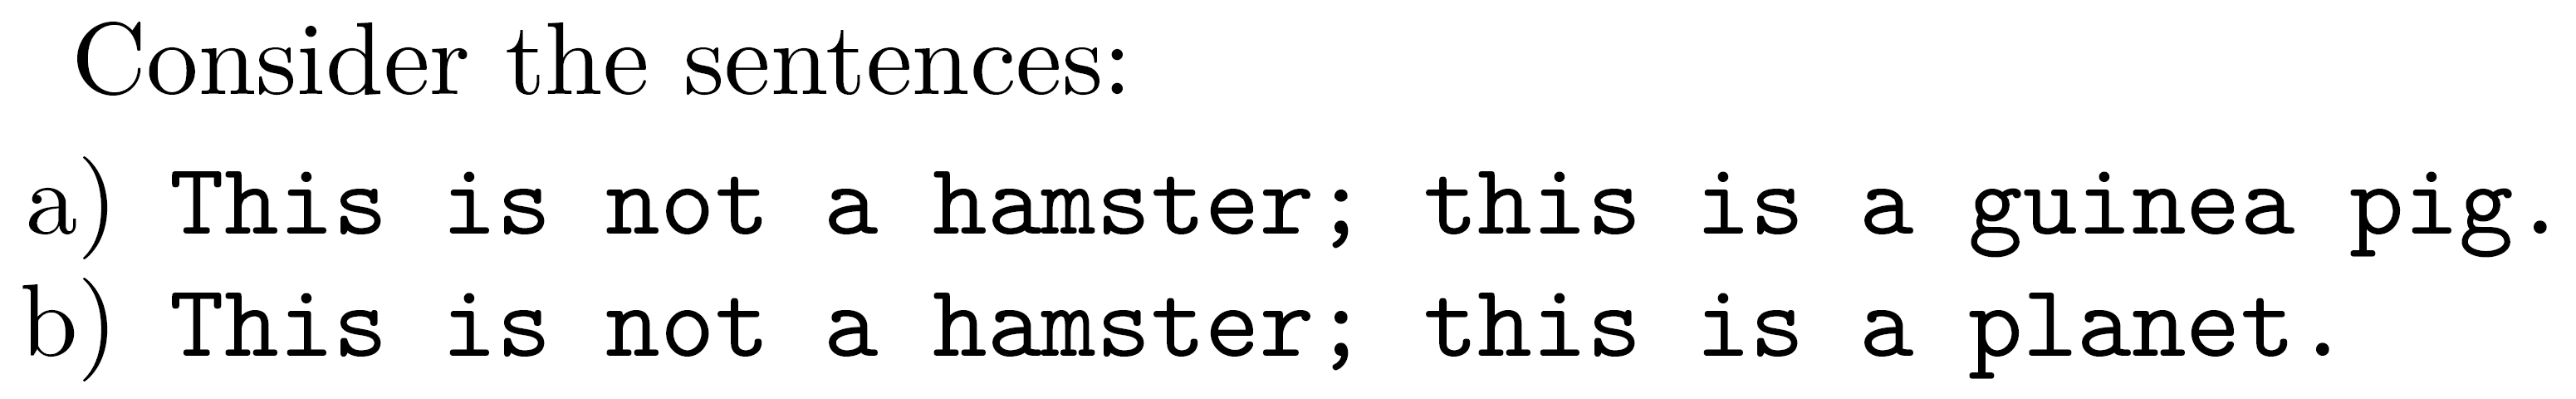 Consider the sentences:
a) This is not a hamster; this is a guinea pig.
b) This is not a hamster; this is a planet.